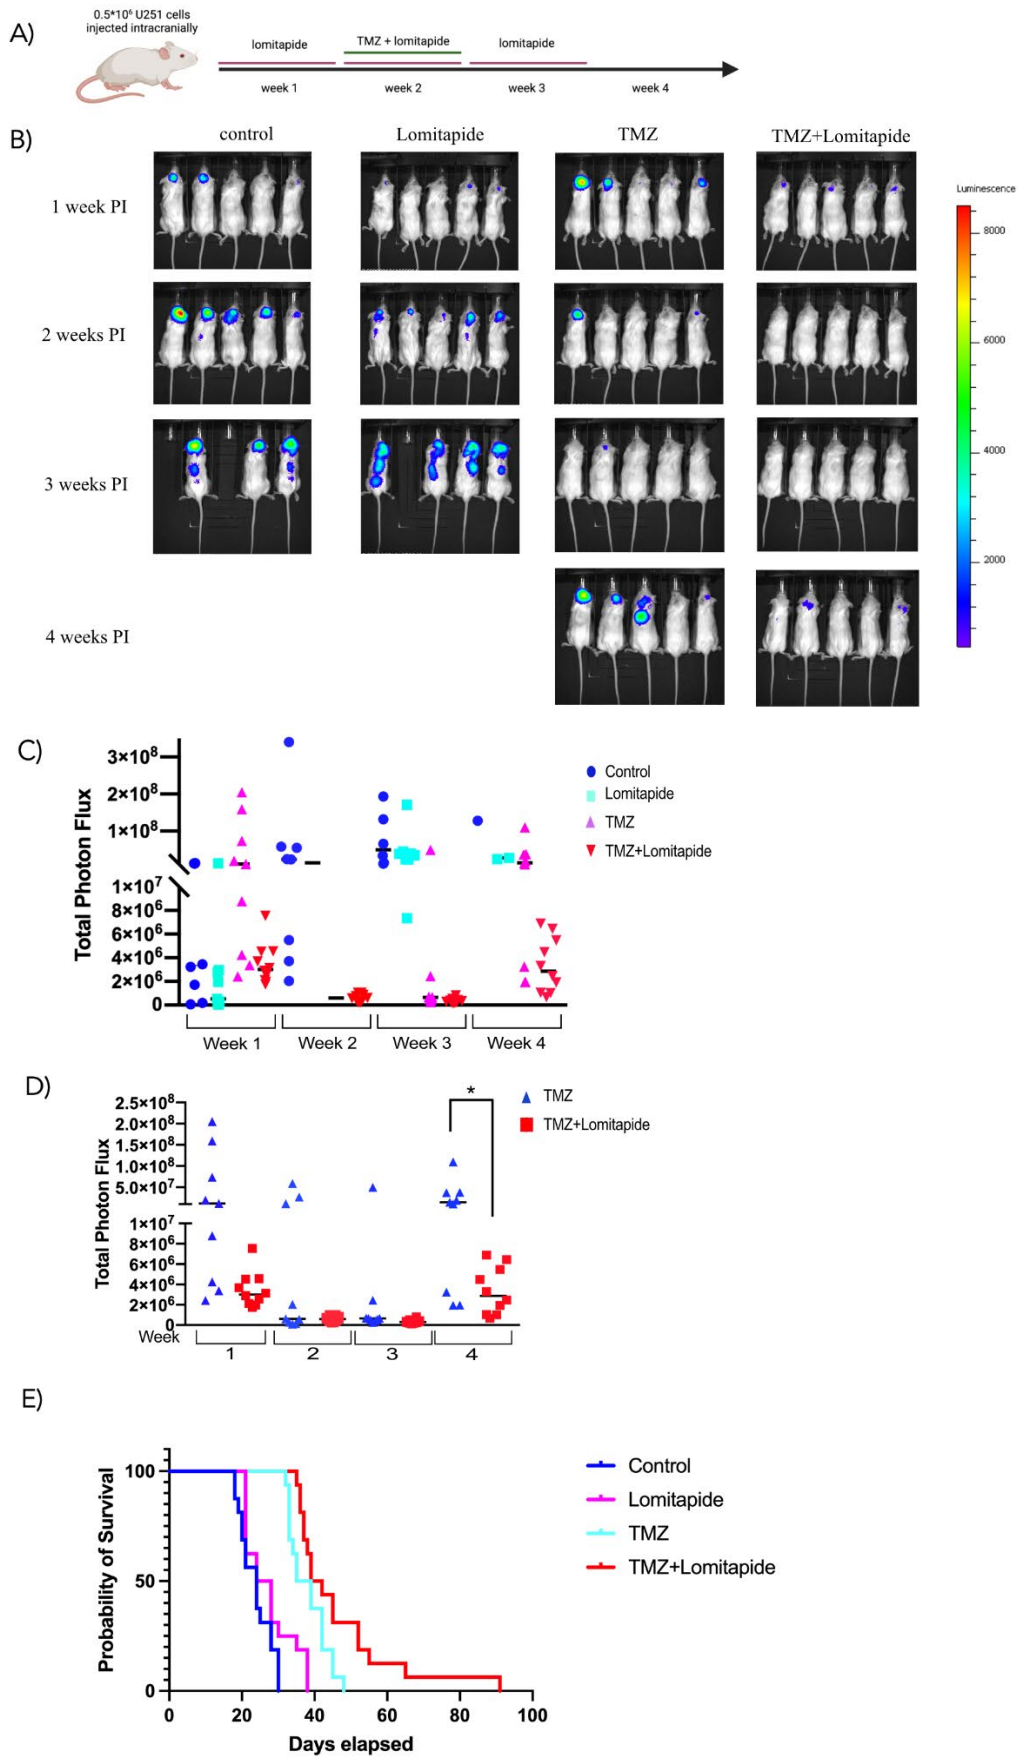 A)
0.5*10⁶ U251 cells
injected intracranially
lomitapide
TMZ + lomitapide
lomitapide
week 1
week 2
week 3
week 4
B)
control
Lomitapide
TMZ
TMZ+Lomitapide
1 week PI
2 weeks PI
3 weeks PI
4 weeks PI
Luminescence
8000
6000
4000
2000
C)
Total Photon Flux
3×10⁸
2×10⁸
1×10⁸
1×10⁷
8×10⁶
6×10⁶
4×10⁶
2×10⁶
0
Week 1
Week 2
Week 3
Week 4
Control
Lomitapide
TMZ
TMZ+Lomitapide
D)
Total Photon Flux
2.5×10⁸
2.0×10⁸
1.5×10⁸
1.0×10⁸
5.0×10⁷
1×10⁷
8×10⁶
6×10⁶
4×10⁶
2×10⁶
0
Week
1
2
3
4
*
TMZ
TMZ+Lomitapide
E)
Probability of Survival
100
50
0
0
20
40
60
80
100
Days elapsed
Control
Lomitapide
TMZ
TMZ+Lomitapide